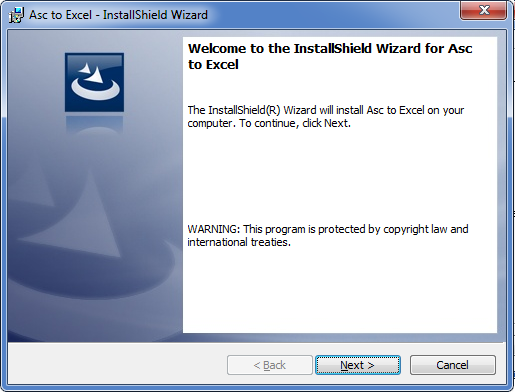 Asc to Excel - InstallShield Wizard
Welcome to the InstallShield Wizard for Asc
to Excel
The InstallShield(R) Wizard will install Asc to Excel on your
computer. To continue, click Next.
WARNING: This program is protected by copyright law and
international treaties.
< Back
Next >
Cancel